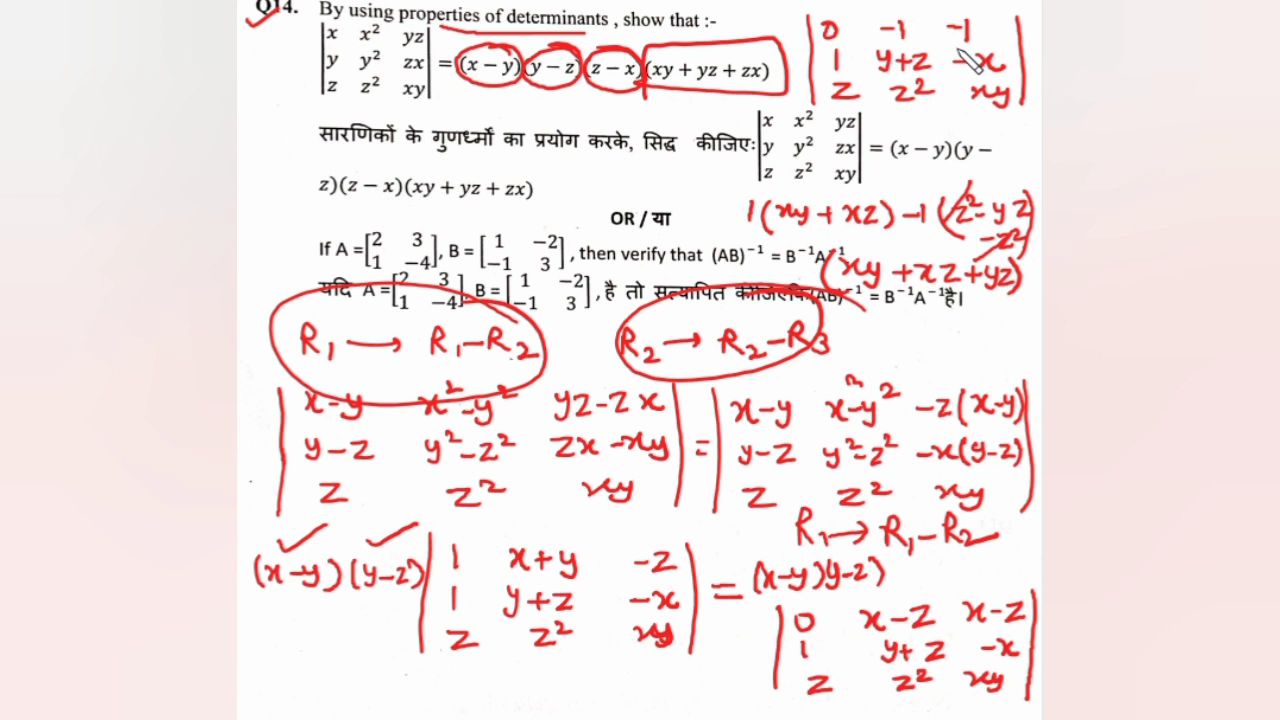 Q14. By using properties of determinants , show that :-
|x x² yz|
|y y² zx| = (x − y)(y − z)(z − x)(xy + yz + zx)
|z z² xy|
|0 -1 -1|
|1 y+z -x|
|z z² xy|
सारणिकों के गुणधर्मों का प्रयोग करके, सिद्ध कीजिए:
|x x² yz|
|y y² zx| = (x − y)(y −
|z z² xy|
z)(z − x)(xy + yz + zx)
1(xy+xz)-1(z²-yz
-z²)
OR / या
(xy+xz+yz)
If A = [2 3; 1 −4], B = [1 −2; −1 3], then verify that (AB)⁻¹ = B⁻¹A⁻¹
यदि A = [2 3; 1 −4], B = [1 −2; −1 3], है तो सत्यापित कीजिएकि (AB)⁻¹ = B⁻¹A⁻¹है।
R₁ → R₁-R₂ R₂ → R₂-R₃
|x-y x²-y² yz-zx| = |x-y x²-y² -z(x-y)|
|y-z y²-z² zx-xy| |y-z y²-z² -x(y-z)|
|z z² xy| |z z² xy|
R₁→R₁-R₂
(x-y)(y-z) |1 x+y -z| = (x-y)(y-z)
|1 y+z -x|
|z z² xy|
|0 x-z x-z|
|1 y+z -x|
|z z² xy|